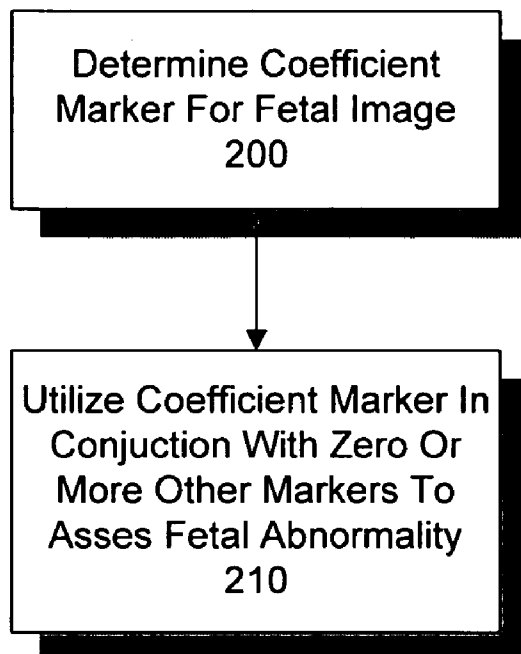 Determine Coefficient
Marker For Fetal Image
200
Utilize Coefficient Marker In
Conjuction With Zero Or
More Other Markers To
Asses Fetal Abnormality
210